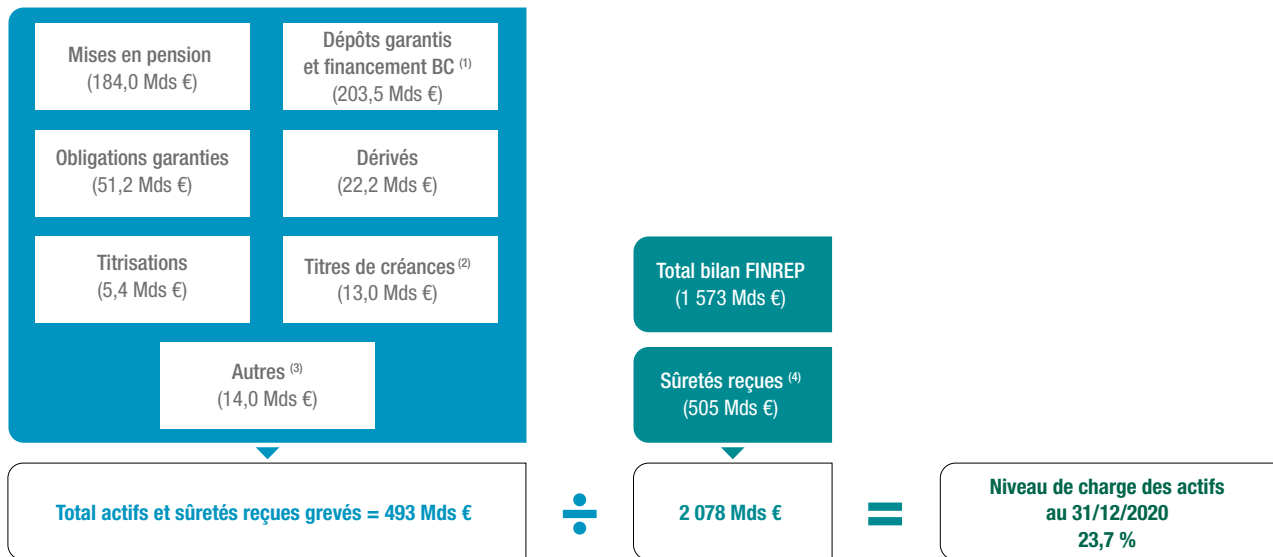 Mises en pension
(184,0 Mds €)
Dépôts garantis
et financement BC (1)
(203,5 Mds €)
Obligations garanties
(51,2 Mds €)
Dérivés
(22,2 Mds €)
Titrisations
(5,4 Mds €)
Titres de créances (2)
(13,0 Mds €)
Autres (3)
(14,0 Mds €)
Total bilan FINREP
(1 573 Mds €)
Sûretés reçues (4)
(505 Mds €)
Total actifs et sûretés reçues grevés = 493 Mds €
÷
2 078 Mds €
=
Niveau de charge des actifs
au 31/12/2020
23,7 %